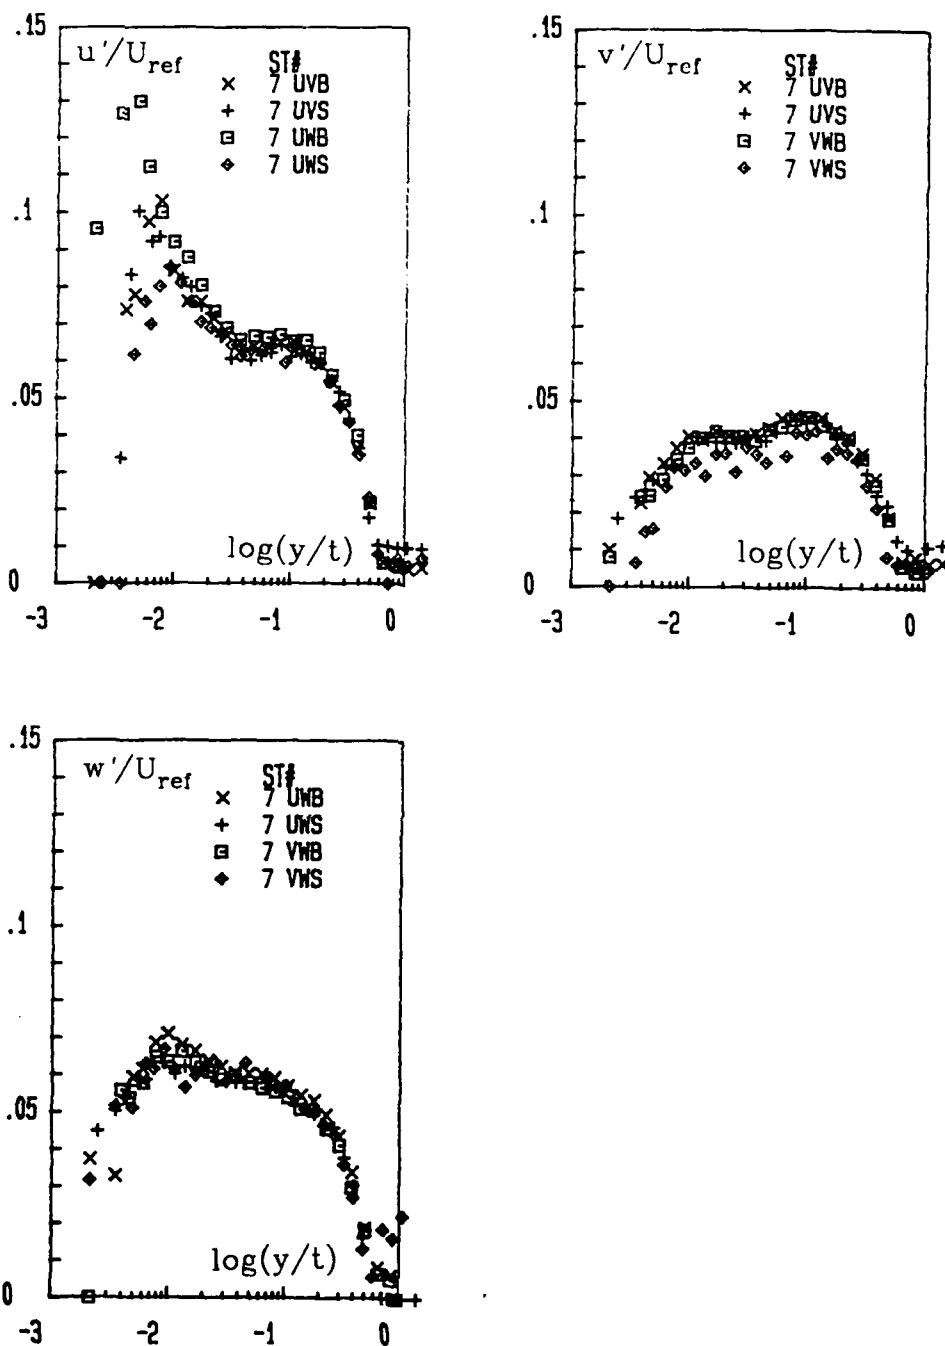 .15
u'/U_ref
ST#
7 UVB
7 UVS
7 UWB
7 UWS
.1
.05
log(y/t)
0
-3
-2
-1
0
.15
v'/U_ref
ST#
7 UVB
7 UVS
7 VWB
7 VWS
.1
.05
log(y/t)
0
-3
-2
-1
0
.15
w'/U_ref
ST#
7 UWB
7 UWS
7 VWB
7 VWS
.1
.05
log(y/t)
0
-3
-2
-1
0